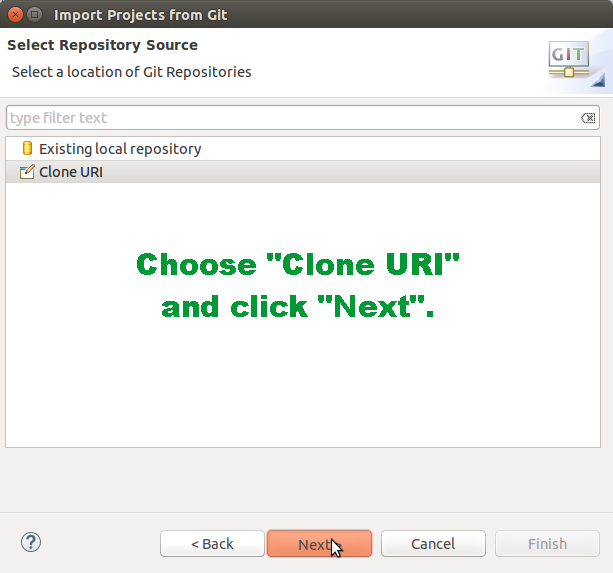 Import Projects from Git
Select Repository Source
Select a location of Git Repositories
GIT
type filter text
Existing local repository
Clone URI
Choose "Clone URI"
and click "Next".
?
< Back
Next
Cancel
Finish